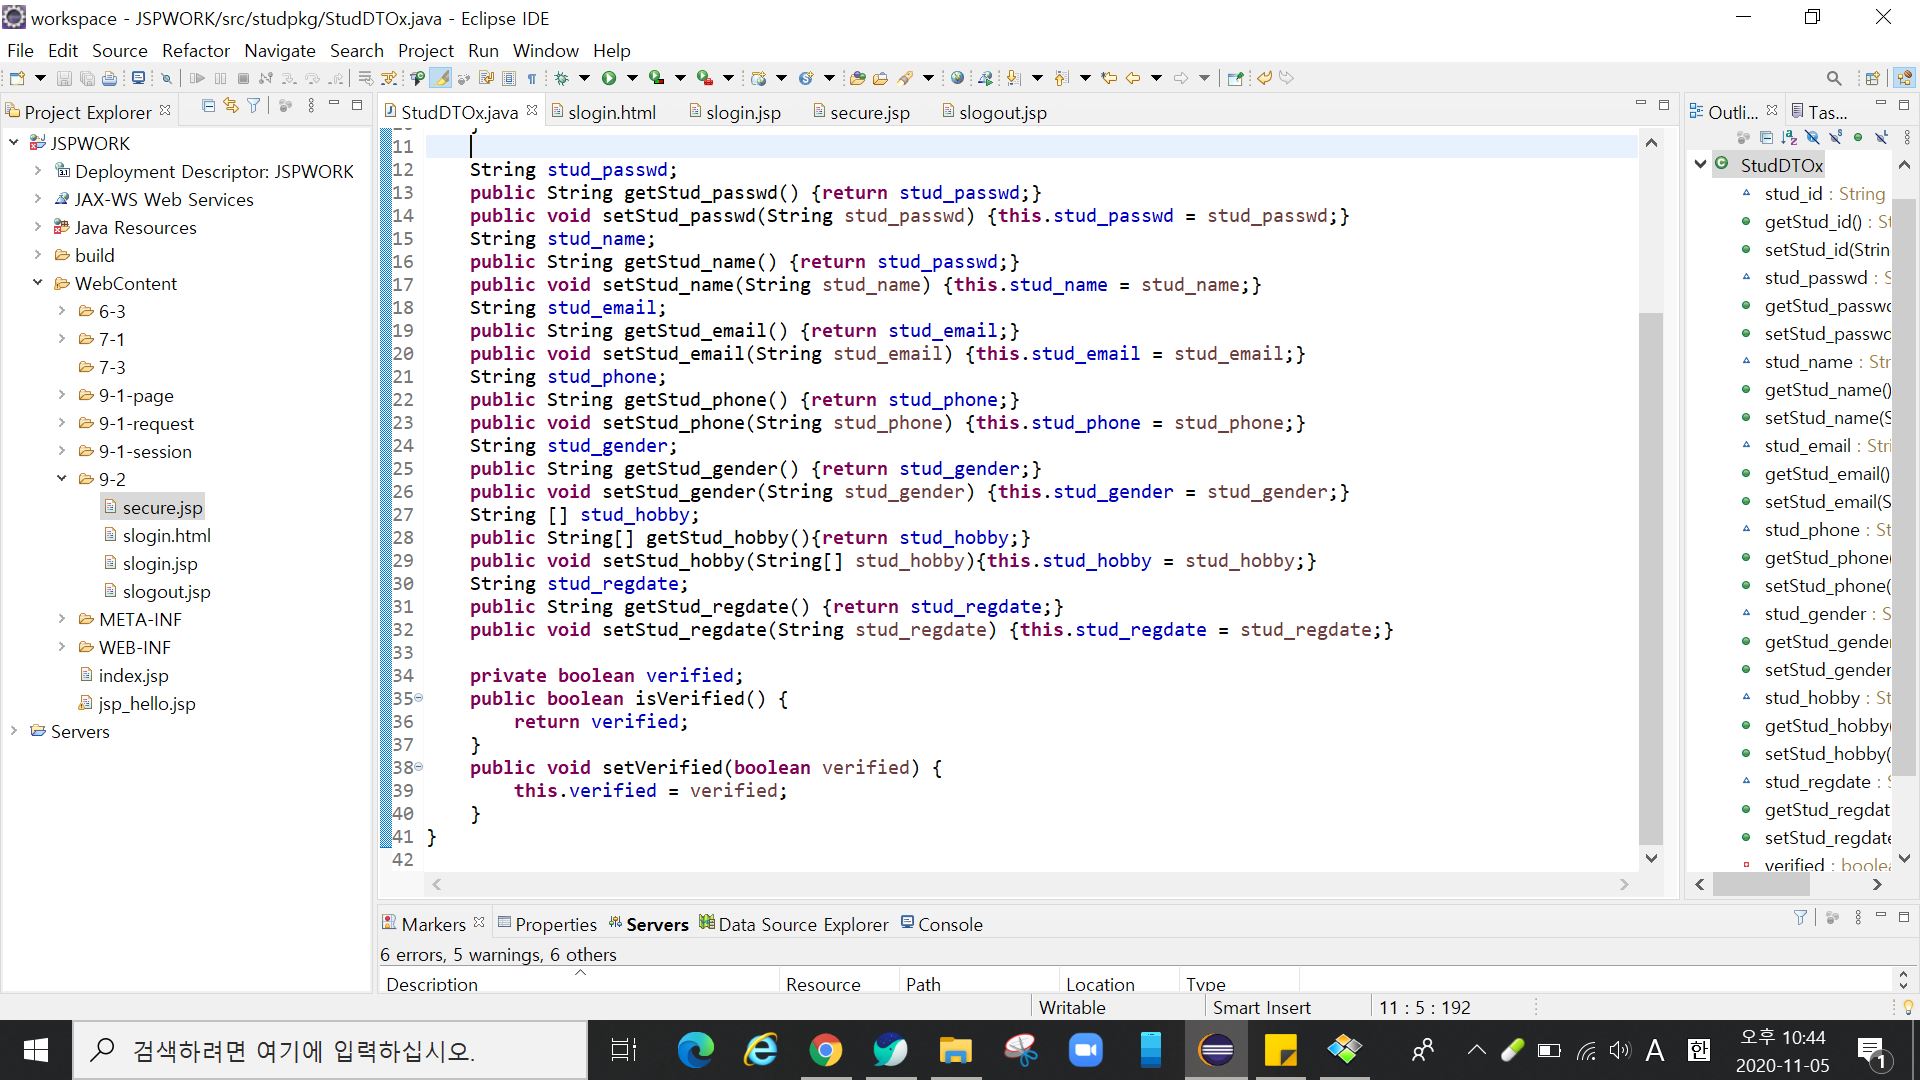 workspace - JSPWORK/src/studpkg/StudDTOx.java - Eclipse IDE
File Edit Source Refactor Navigate Search Project Run Window Help
Project Explorer
JSPWORK
Deployment Descriptor: JSPWORK
JAX-WS Web Services
Java Resources
build
WebContent
6-3
7-1
7-3
9-1-page
9-1-request
9-1-session
9-2
secure.jsp
slogin.html
slogin.jsp
slogout.jsp
META-INF
WEB-INF
index.jsp
jsp_hello.jsp
Servers
StudDTOx.java slogin.html slogin.jsp secure.jsp slogout.jsp
11
12 String stud_passwd;
13 public String getStud_passwd() {return stud_passwd;}
14 public void setStud_passwd(String stud_passwd) {this.stud_passwd = stud_passwd;}
15 String stud_name;
16 public String getStud_name() {return stud_passwd;}
17 public void setStud_name(String stud_name) {this.stud_name = stud_name;}
18 String stud_email;
19 public String getStud_email() {return stud_email;}
20 public void setStud_email(String stud_email) {this.stud_email = stud_email;}
21 String stud_phone;
22 public String getStud_phone() {return stud_phone;}
23 public void setStud_phone(String stud_phone) {this.stud_phone = stud_phone;}
24 String stud_gender;
25 public String getStud_gender() {return stud_gender;}
26 public void setStud_gender(String stud_gender) {this.stud_gender = stud_gender;}
27 String [] stud_hobby;
28 public String[] getStud_hobby(){return stud_hobby;}
29 public void setStud_hobby(String[] stud_hobby){this.stud_hobby = stud_hobby;}
30 String stud_regdate;
31 public String getStud_regdate() {return stud_regdate;}
32 public void setStud_regdate(String stud_regdate) {this.stud_regdate = stud_regdate;}
33
34 private boolean verified;
35 public boolean isVerified() {
36 return verified;
37 }
38 public void setVerified(boolean verified) {
39 this.verified = verified;
40 }
41 }
42
Outli... Tas...
StudDTOx
stud_id : String
getStud_id() : St
setStud_id(Strin
stud_passwd : S
getStud_passwd
setStud_passwd
stud_name : Str
getStud_name()
setStud_name(S
stud_email : Stri
getStud_email()
setStud_email(S
stud_phone : St
getStud_phone(
setStud_phone(
stud_gender : S
getStud_gender
setStud_gender
stud_hobby : St
getStud_hobby(
setStud_hobby(
stud_regdate : S
getStud_regdat
setStud_regdate
verified : boolea
Markers Properties Servers Data Source Explorer Console
6 errors, 5 warnings, 6 others
Description Resource Path Location Type
Writable Smart Insert 11 : 5 : 192
검색하려면 여기에 입력하십시오.
A 한
오후 10:44
2020-11-05
1